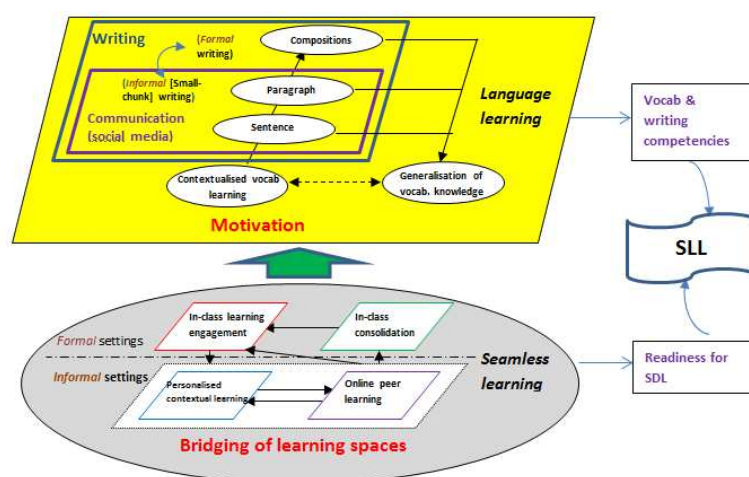 Writing
(Formal
writing)
Compositions
(Informal [Small-
chunk] writing)
Paragraph
Communication
(social media)
Sentence
Language
learning
Contextualised vocab
learning
Generalisation of
vocab. knowledge
Motivation
Vocab &
writing
competencies
SLL
In-class learning
engagement
In-class
consolidation
Formal settings
Informal settings
Seamless
learning
Personalised
contextual learning
Online peer
learning
Bridging of learning spaces
Readiness for
SDL